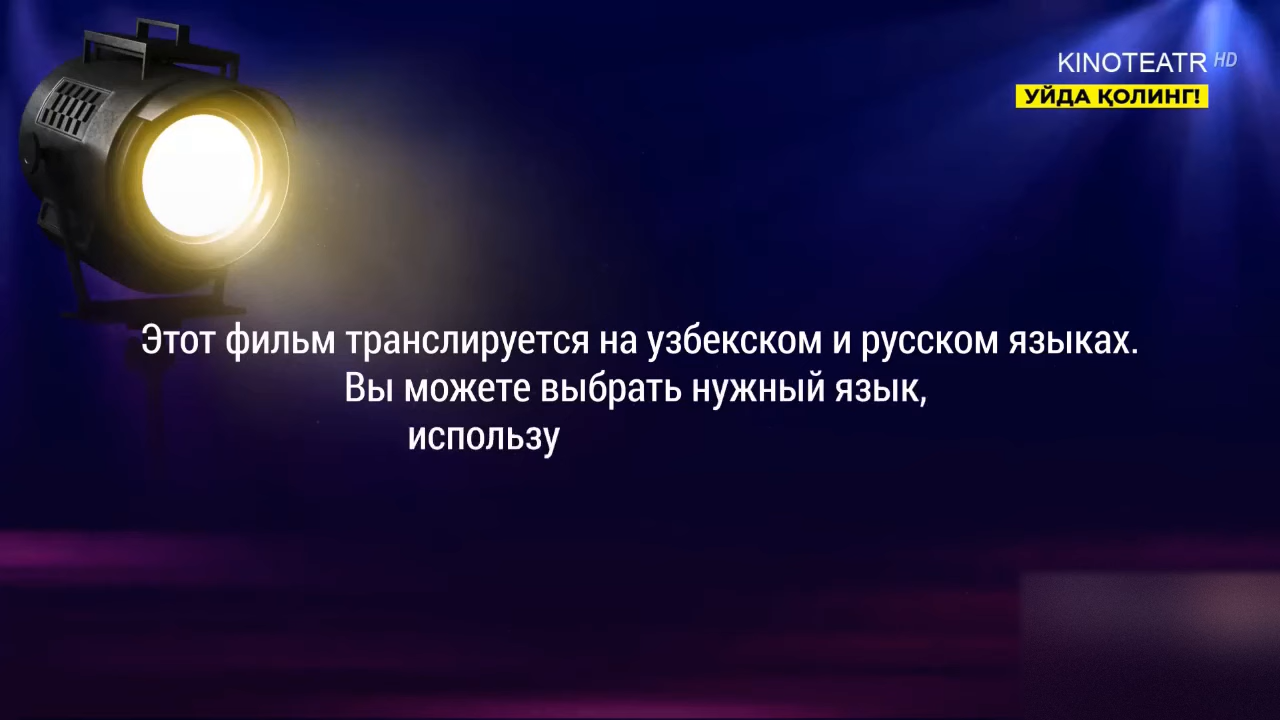 KINOTEATR HD
УЙДА ҚОЛИНГ!
Этот фильм транслируется на узбекском и русском языках.
Вы можете выбрать нужный язык,
использу